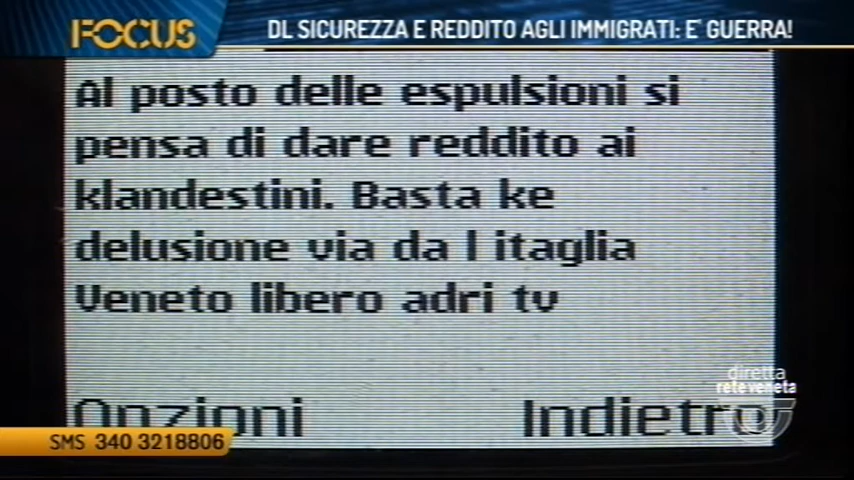 FOCUS
DL SICUREZZA E REDDITO AGLI IMMIGRATI: E` GUERRA!
Al posto delle espulsioni si
pensa di dare reddito ai
klandestini. Basta ke
delusione via da l itaglia
Veneto libero adri tv
Opzioni
Indietro
diretta
reteveneta
SMS 340 3218806